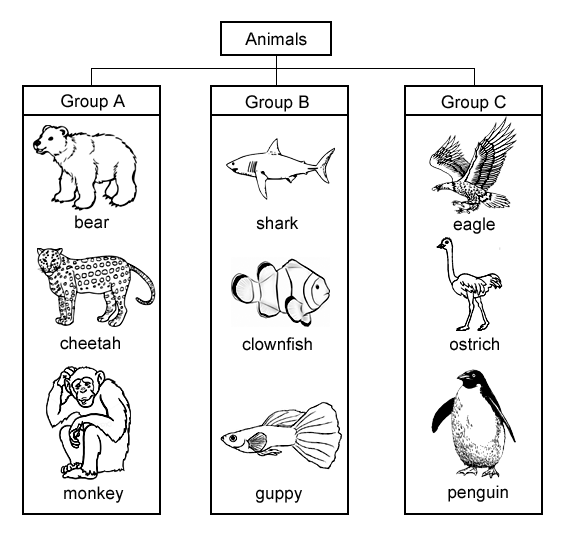 Animals
Group A
bear
cheetah
monkey
Group B
shark
clownfish
guppy
Group C
eagle
ostrich
penguin